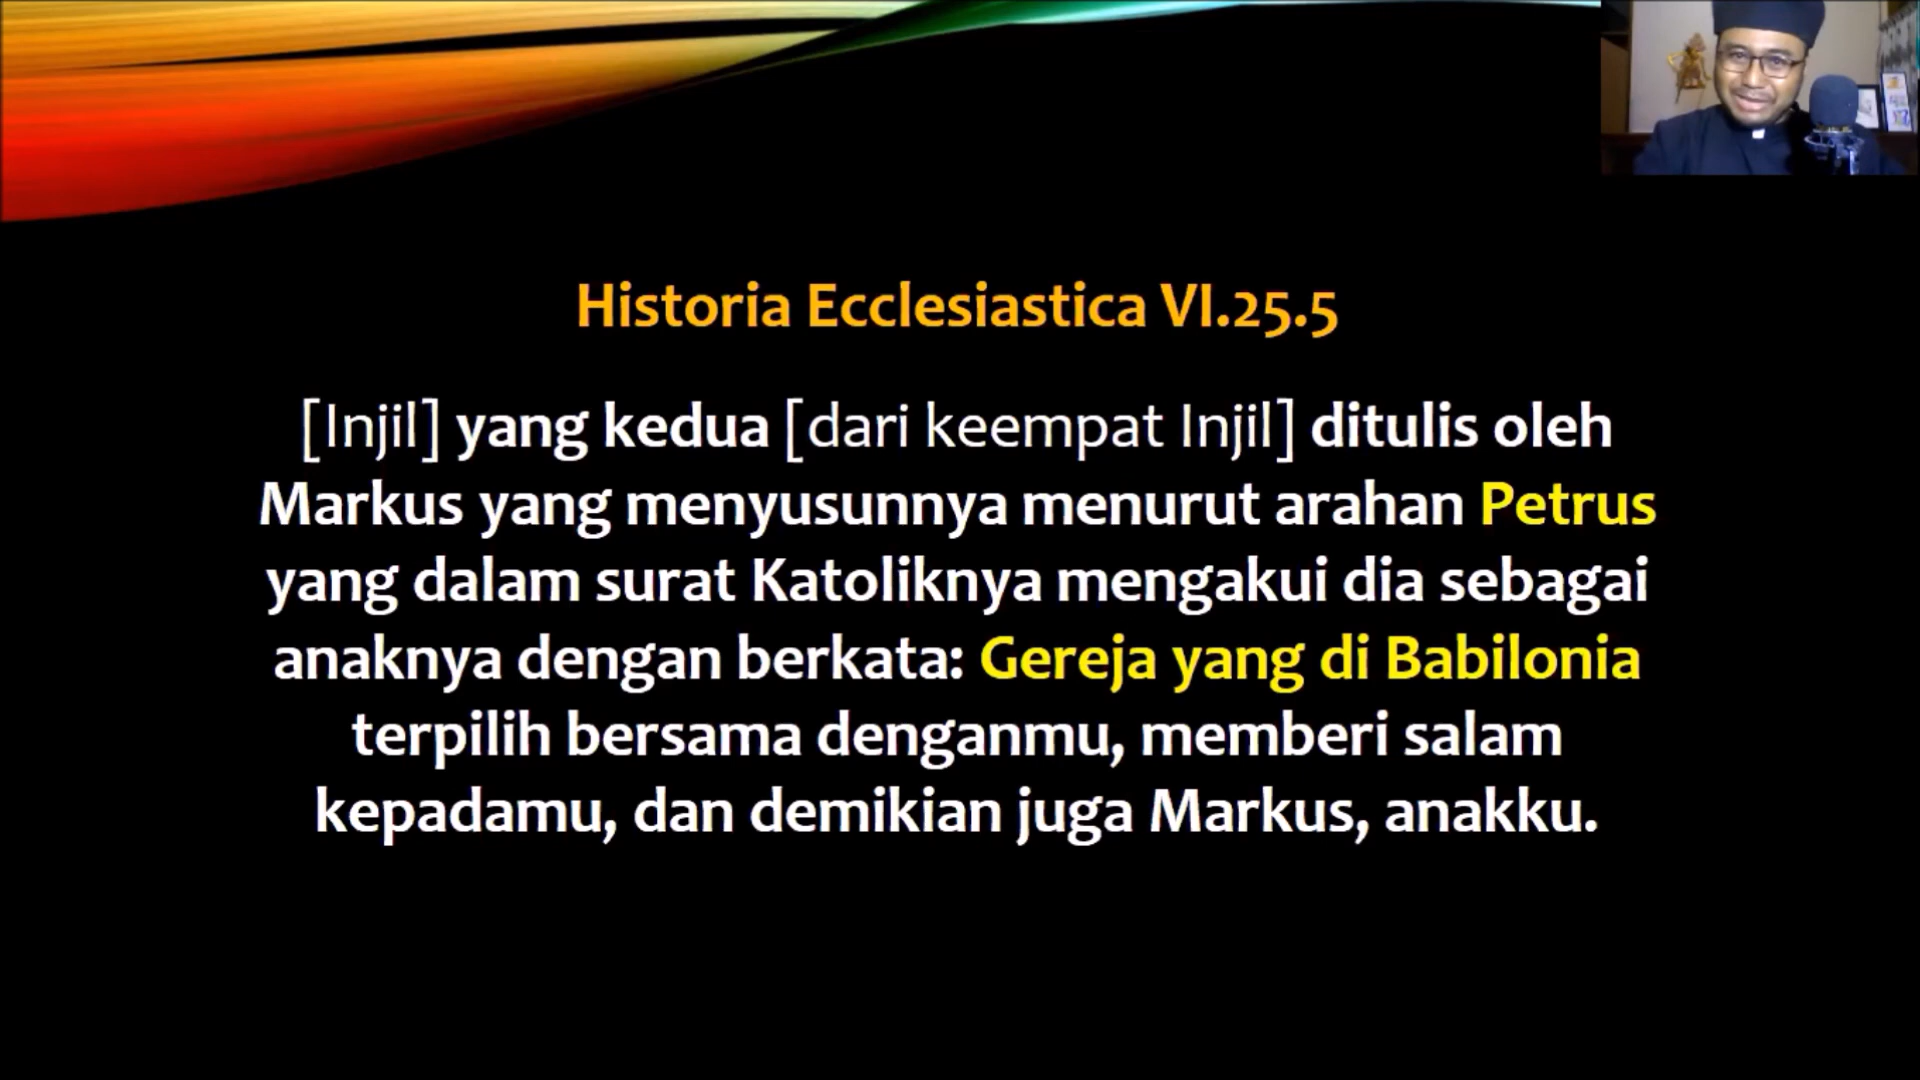 Historia Ecclesiastica VI.25.5
[Injil] yang kedua [dari keempat Injil] ditulis oleh
Markus yang menyusunnya menurut arahan Petrus
yang dalam surat Katoliknya mengakui dia sebagai
anaknya dengan berkata: Gereja yang di Babilonia
terpilih bersama denganmu, memberi salam
kepadamu, dan demikian juga Markus, anakku.